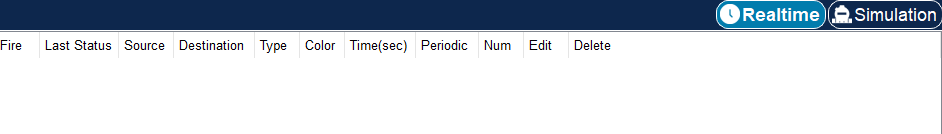 Realtime Simulation
Fire Last Status Source Destination Type Color Time(sec) Periodic Num Edit Delete